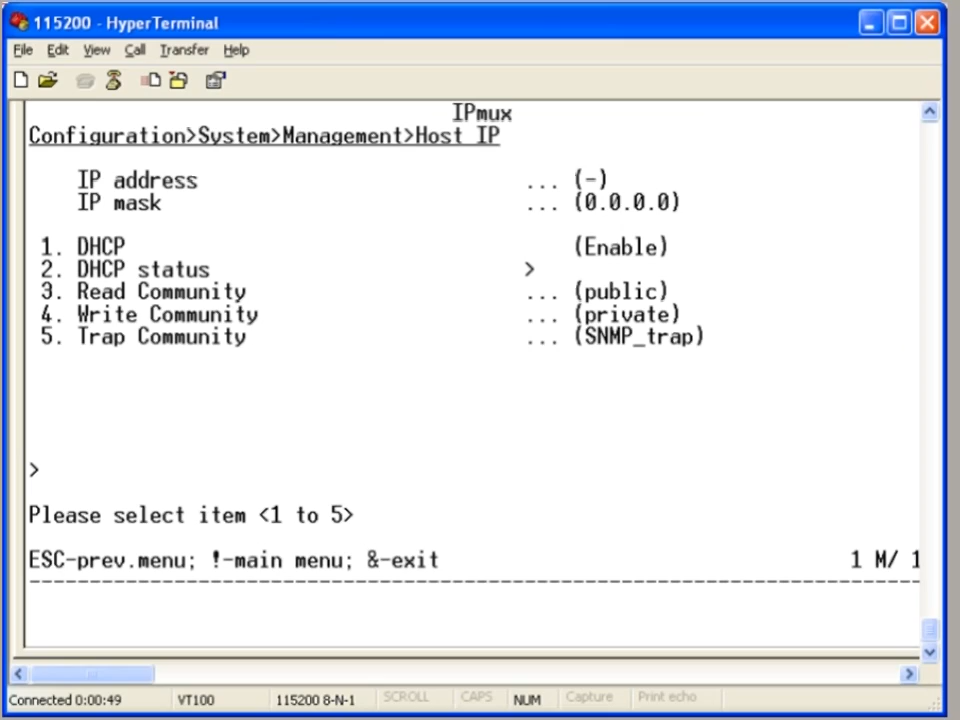 115200 - HyperTerminal
File Edit View Call Transfer Help
IPmux
Configuration>System>Management>Host IP
IP address ... (-)
IP mask ... (0.0.0.0)
1. DHCP (Enable)
2. DHCP status >
3. Read Community ... (public)
4. Write Community ... (private)
5. Trap Community ... (SNMP_trap)
>
Please select item <1 to 5>
ESC-prev.menu; !-main menu; &-exit 1 M/ 1
--------------------------------------------------------------------------
Connected 0:00:49 VT100 115200 8-N-1 SCROLL CAPS NUM Capture Print echo